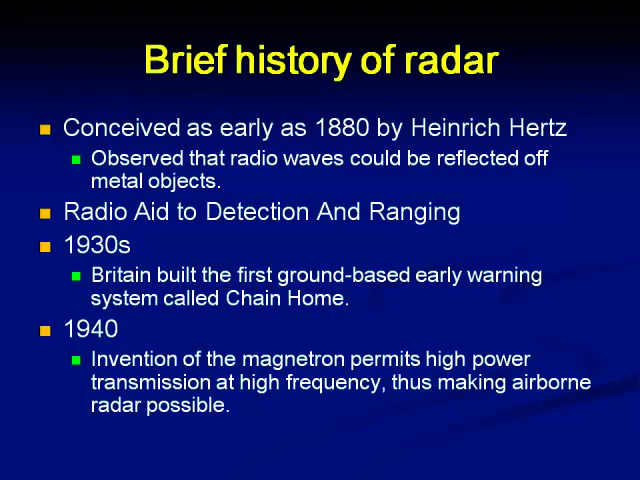 Brief history of radar
Conceived as early as 1880 by Heinrich Hertz
Observed that radio waves could be reflected off
metal objects.
Radio Aid to Detection And Ranging
1930s
Britain built the first ground-based early warning
system called Chain Home.
1940
Invention of the magnetron permits high power
transmission at high frequency, thus making airborne
radar possible.